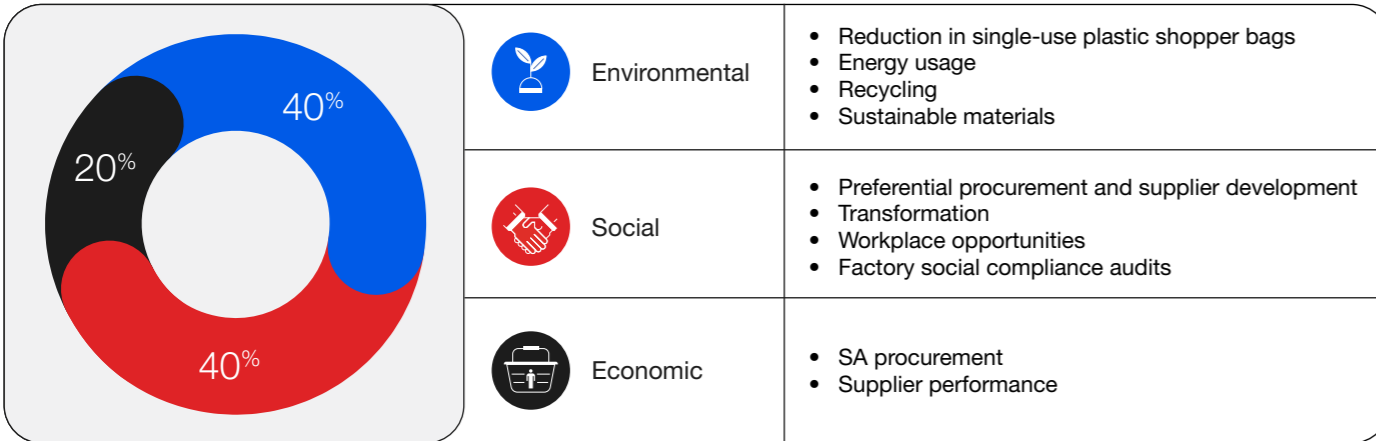 40%
20%
40%
Environmental
• Reduction in single-use plastic shopper bags
• Energy usage
• Recycling
• Sustainable materials
Social
• Preferential procurement and supplier development
• Transformation
• Workplace opportunities
• Factory social compliance audits
Economic
• SA procurement
• Supplier performance